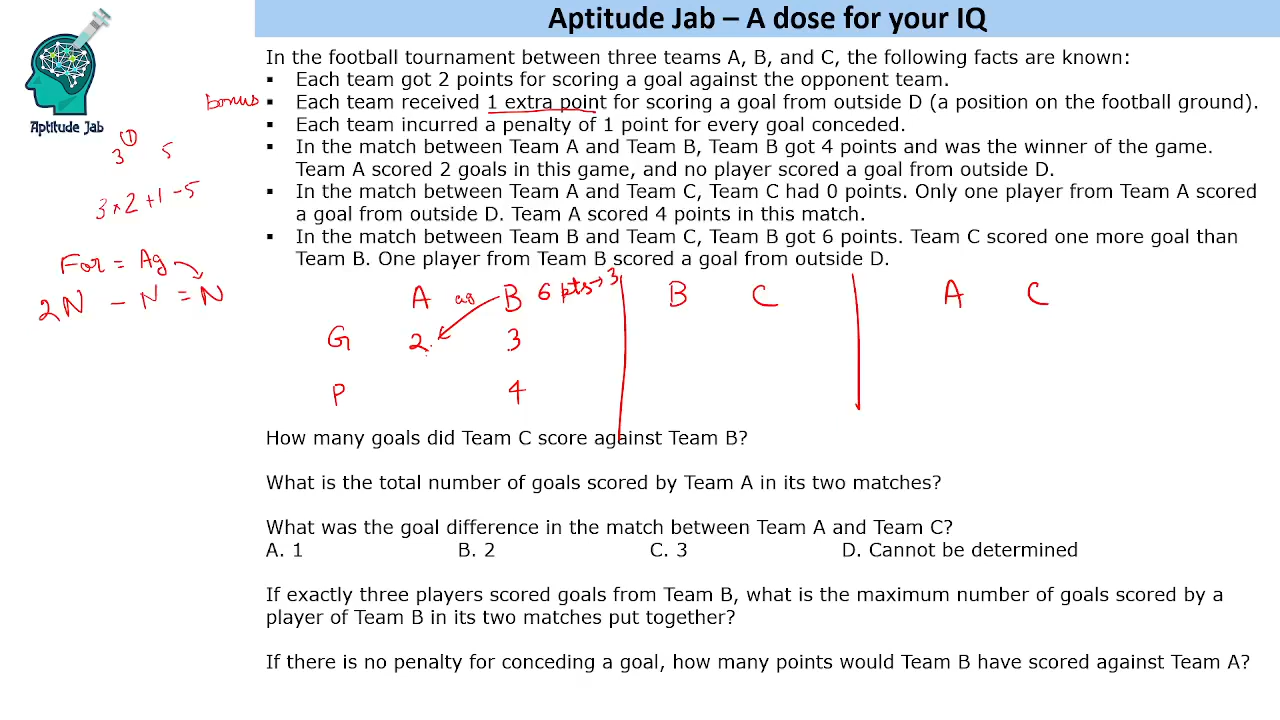 Aptitude Jab – A dose for your IQ
Aptitude Jab
In the football tournament between three teams A, B, and C, the following facts are known:
▪ Each team got 2 points for scoring a goal against the opponent team.
bonus
▪ Each team received 1 extra point for scoring a goal from outside D (a position on the football ground).
▪ Each team incurred a penalty of 1 point for every goal conceded.
▪ In the match between Team A and Team B, Team B got 4 points and was the winner of the game.
Team A scored 2 goals in this game, and no player scored a goal from outside D.
▪ In the match between Team A and Team C, Team C had 0 points. Only one player from Team A scored
a goal from outside D. Team A scored 4 points in this match.
▪ In the match between Team B and Team C, Team B got 6 points. Team C scored one more goal than
Team B. One player from Team B scored a goal from outside D.
3 ① 5
3 × 2 + 1 - 5
For = Ag
2N - N = N
A ag B 6 pts → 3
B C
A C
G 2 3
P 4
How many goals did Team C score against Team B?
What is the total number of goals scored by Team A in its two matches?
What was the goal difference in the match between Team A and Team C?
A. 1 B. 2 C. 3 D. Cannot be determined
If exactly three players scored goals from Team B, what is the maximum number of goals scored by a
player of Team B in its two matches put together?
If there is no penalty for conceding a goal, how many points would Team B have scored against Team A?